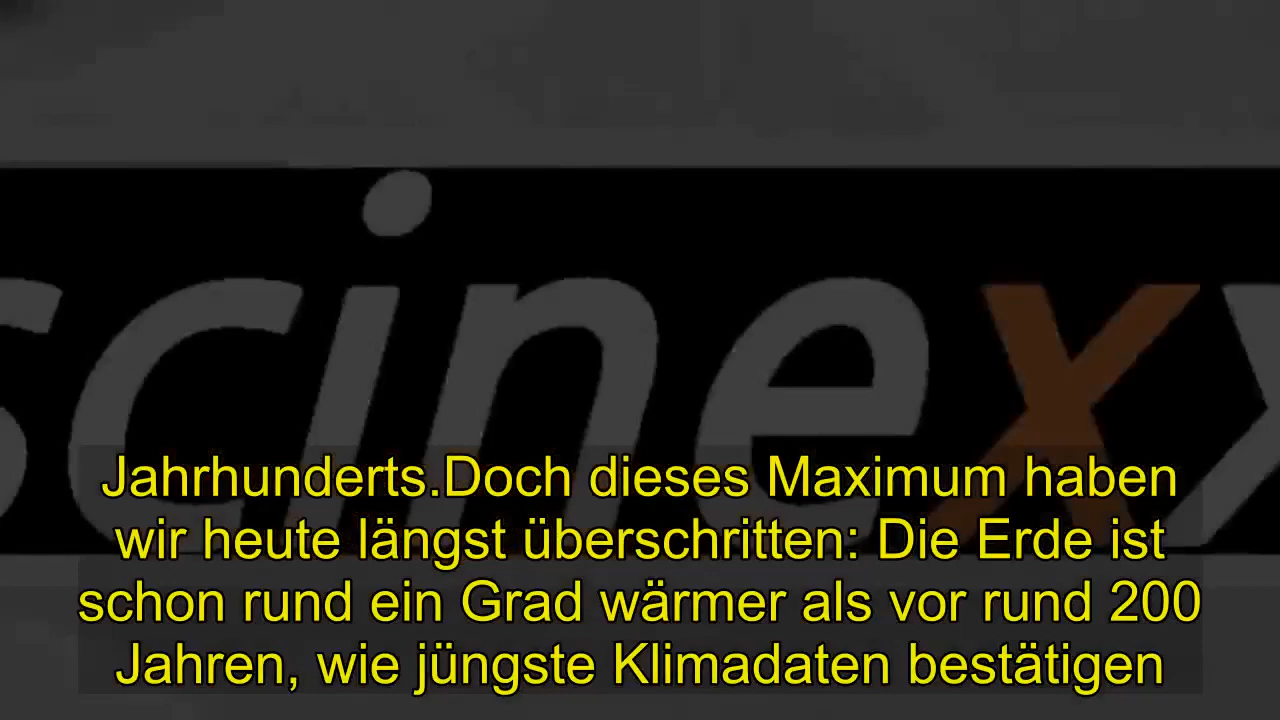 scinexx
Jahrhunderts.Doch dieses Maximum haben
wir heute längst überschritten: Die Erde ist
schon rund ein Grad wärmer als vor rund 200
Jahren, wie jüngste Klimadaten bestätigen